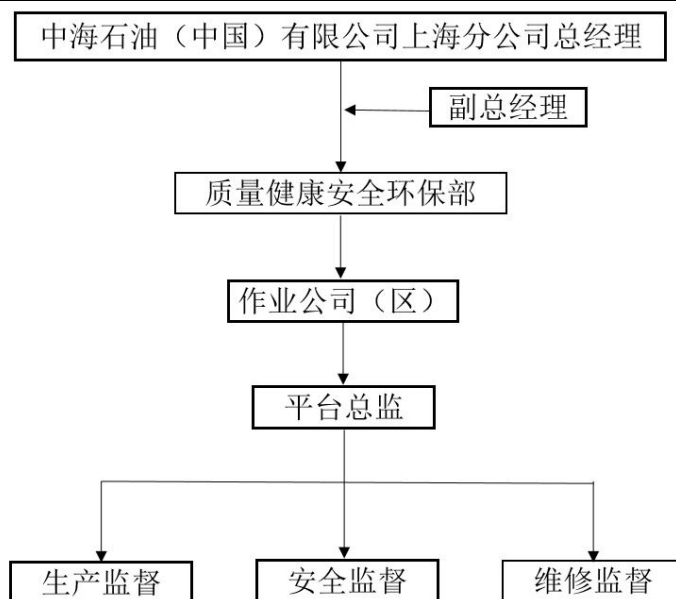 中海石油（中国）有限公司上海分公司总经理
副总经理
质量健康安全环保部
作业公司（区）
平台总监
生产监督
安全监督
维修监督